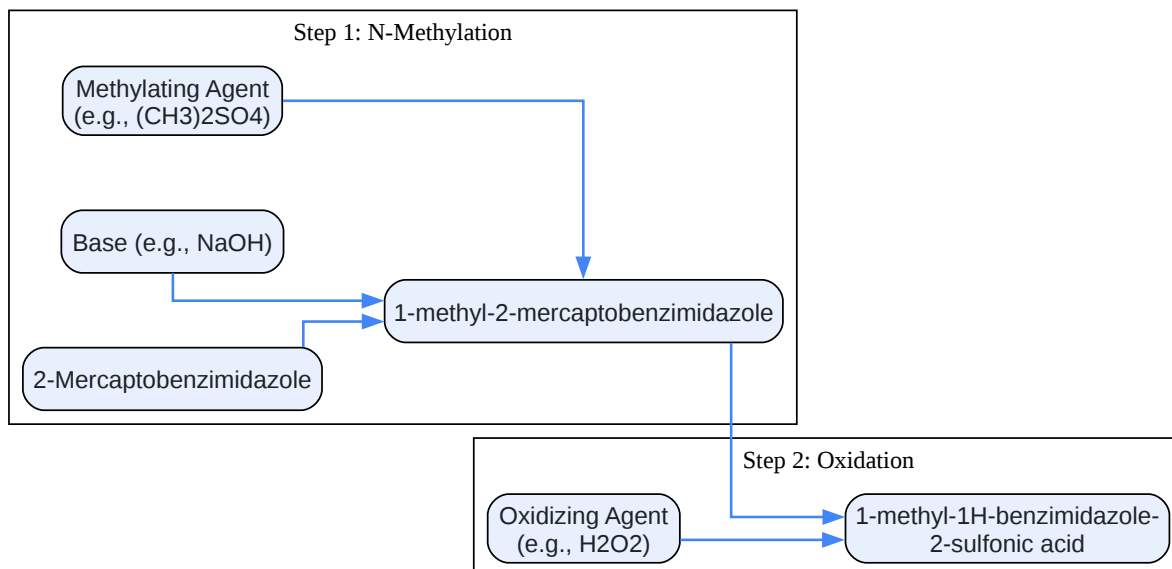 Step 1: N-Methylation
Methylating Agent
(e.g., (CH3)2SO4)
Base (e.g., NaOH)
1-methyl-2-mercaptobenzimidazole
2-Mercaptobenzimidazole
Step 2: Oxidation
Oxidizing Agent
(e.g., H2O2)
1-methyl-1H-benzimidazole-
2-sulfonic acid